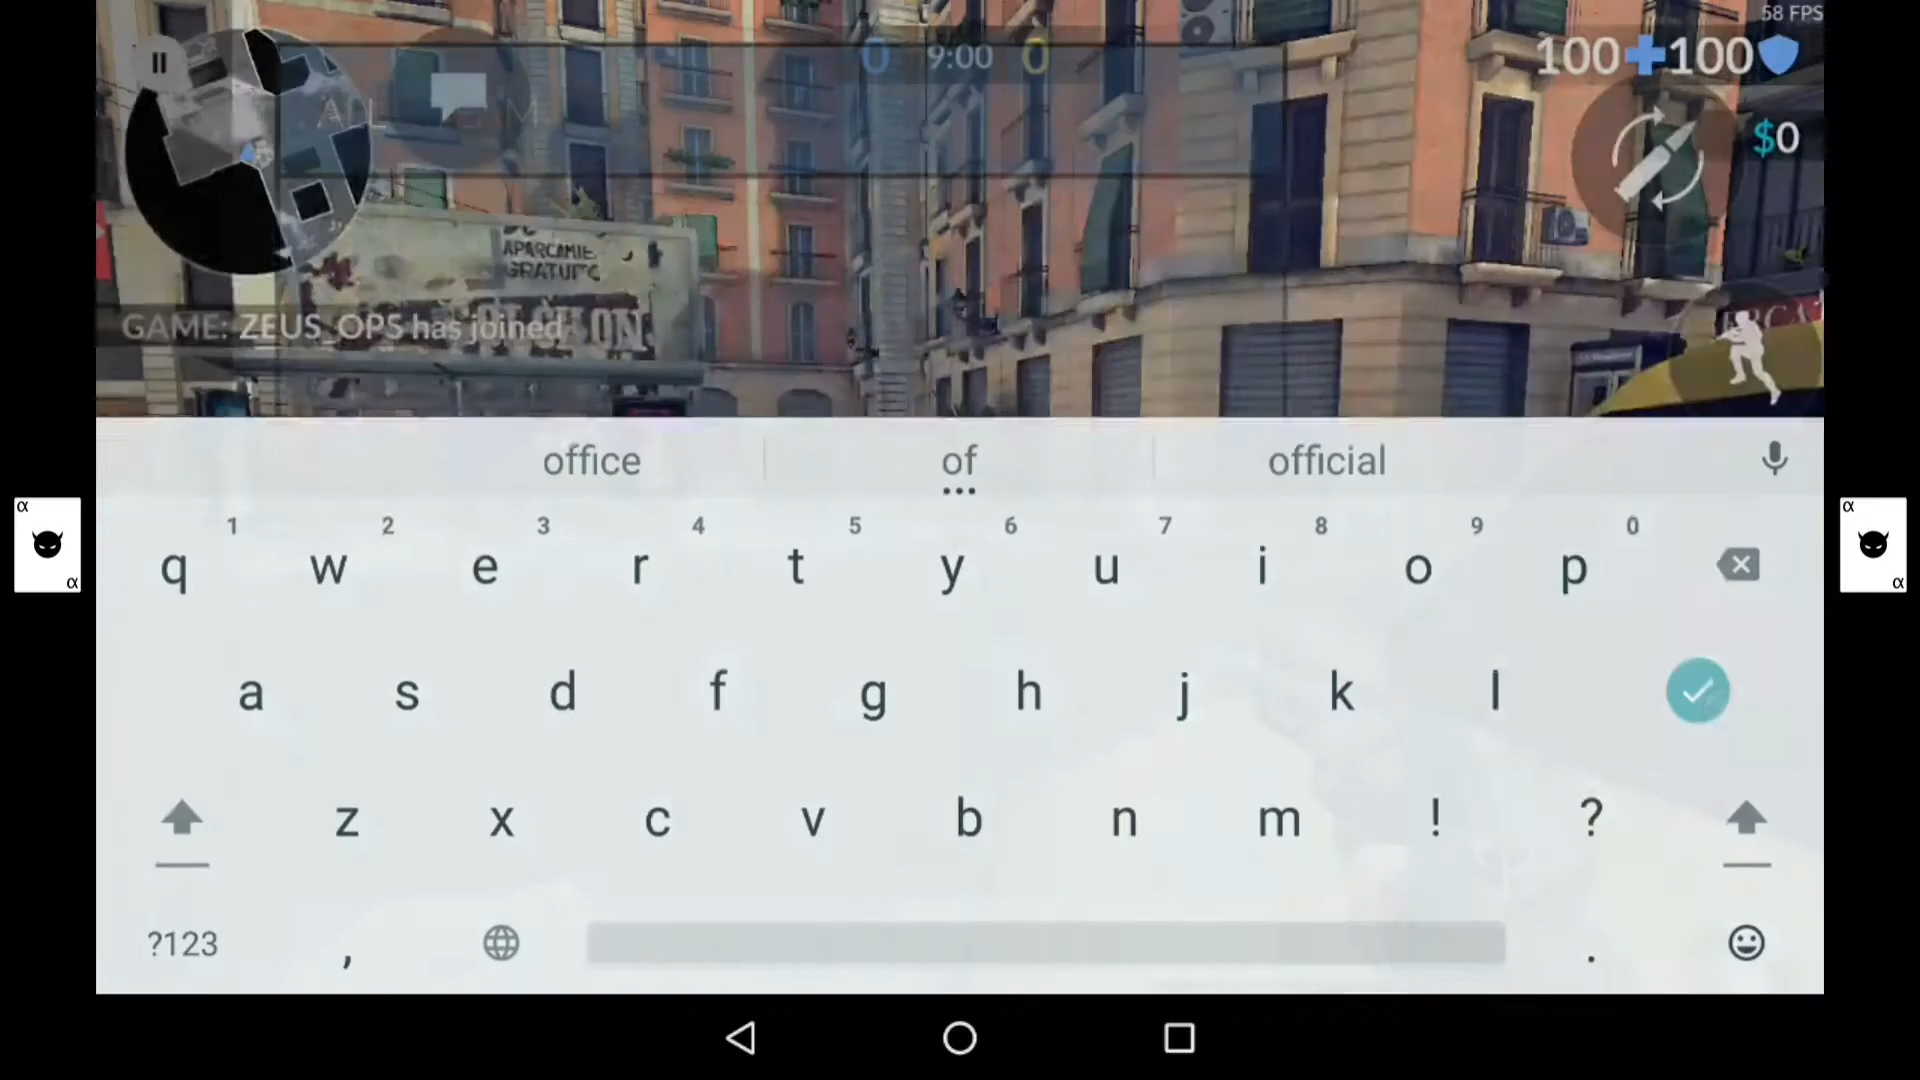 58 FPS
0 9:00 0
100 100
$0
APARCAMIE
GRATUITO
GAME: ZEUS_OPS has joined
office of official
1 2 3 4 5 6 7 8 9 0
q w e r t y u i o p
a s d f g h j k l
z x c v b n m ! ?
?123 , .
α α
α α